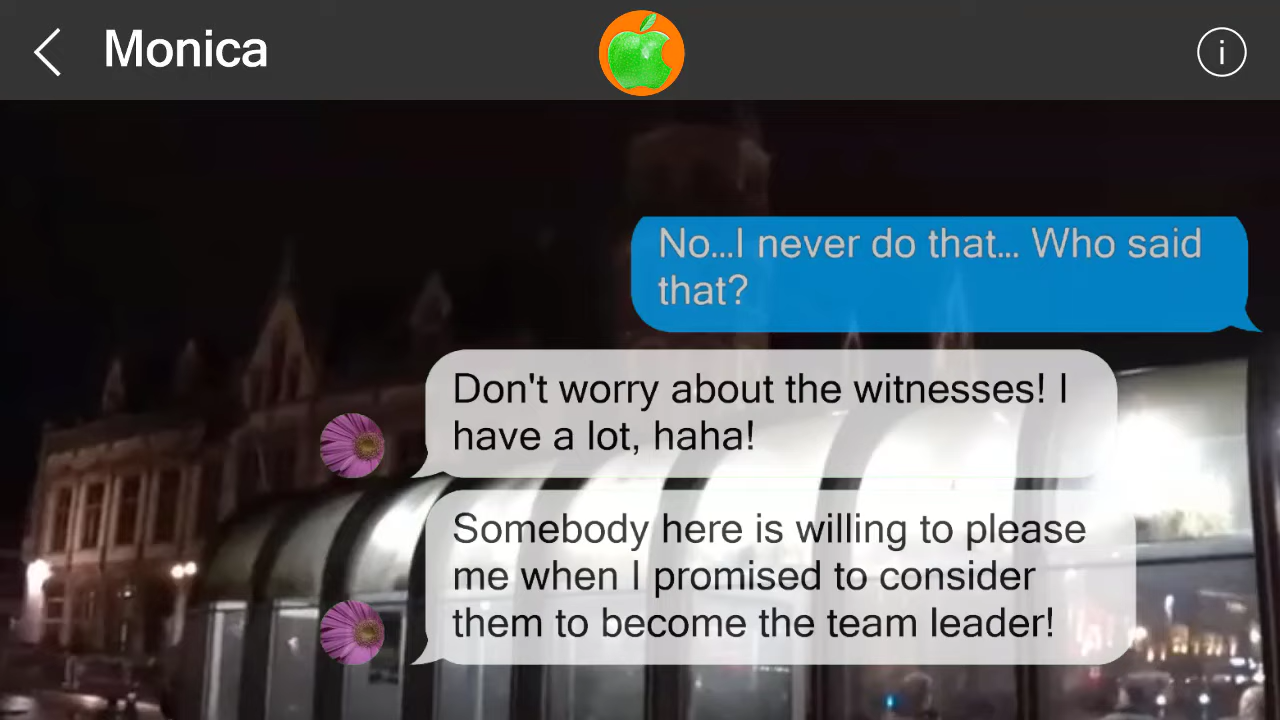 Monica
No...I never do that... Who said
that?
Don't worry about the witnesses! I
have a lot, haha!
Somebody here is willing to please
me when I promised to consider
them to become the team leader!